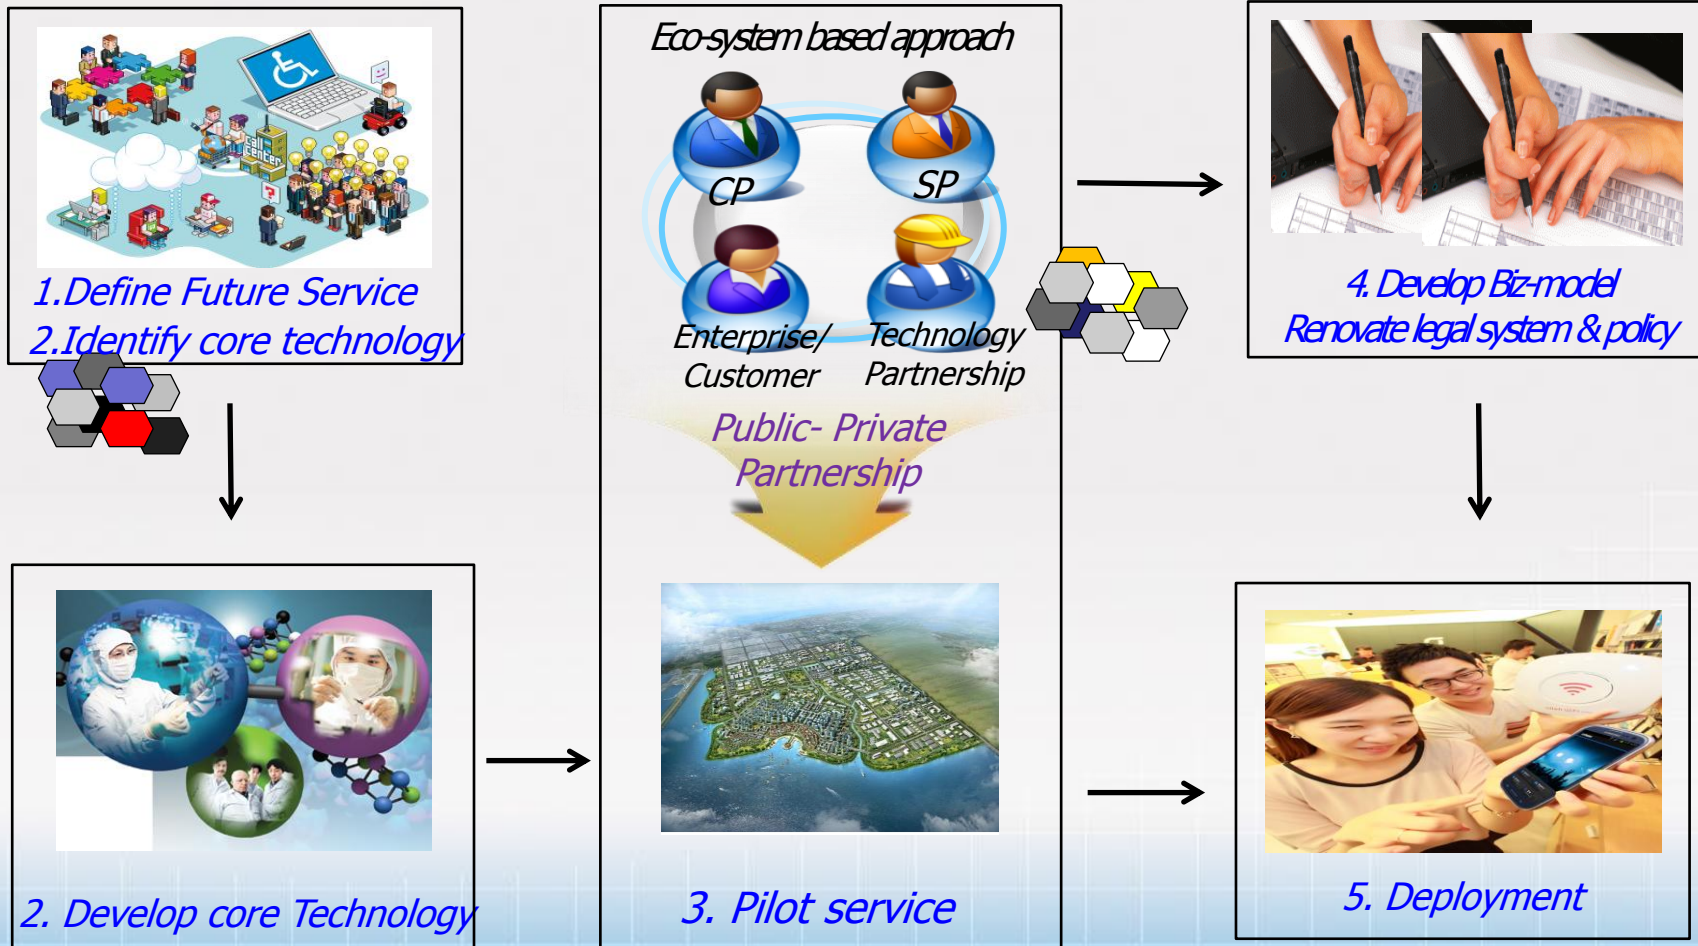 call
center
?
1.Define Future Service
2.Identify core technology
2. Develop core Technology
Eco-system based approach
CP
SP
Enterprise/
Customer
Technology
Partnership
Public- Private
Partnership
3. Pilot service
4. Develop Biz-model
Renovate legal system & policy
5. Deployment